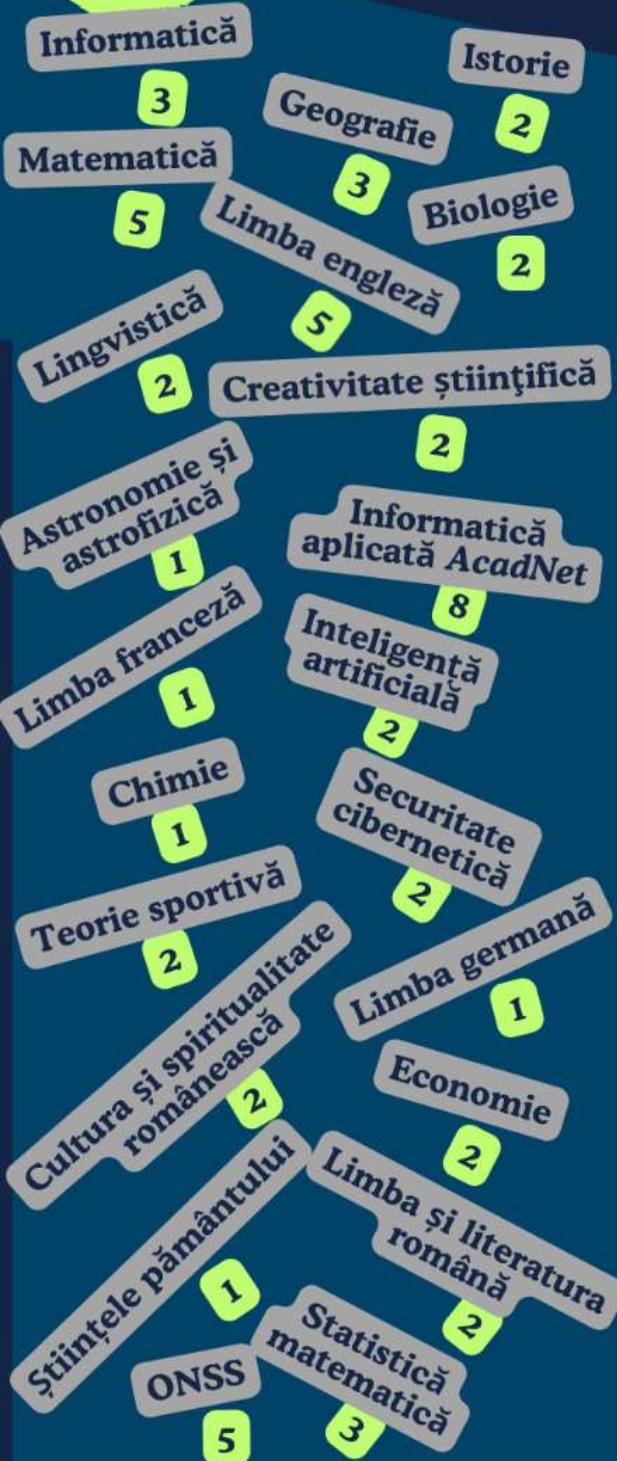 Informatică
3
Istorie
2
Geografie
3
Matematică
5
Biologie
2
Limba engleză
5
Lingvistică
2
Creativitate științifică
2
Astronomie și
astrofizică
1
Informatică
aplicată AcadNet
8
Limba franceză
1
Inteligență
artificială
2
Chimie
1
Securitate
cibernetică
2
Teorie sportivă
2
Limba germană
1
Cultura și spiritualitate
românească
2
Economie
2
Științele pământului
1
Limba și literatura
română
2
ONSS
5
Statistică
matematică
3